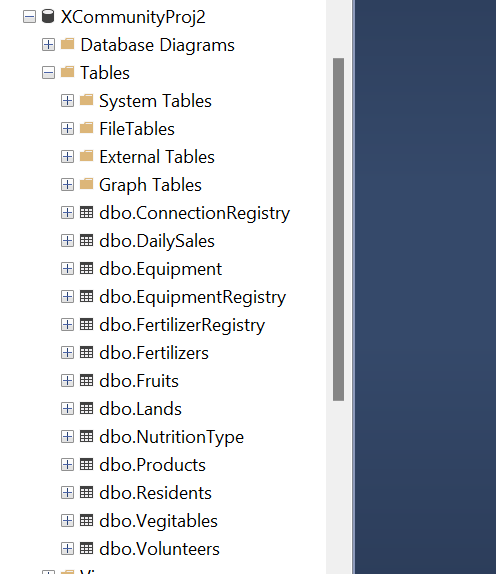 XCommunityProj2
Database Diagrams
Tables
System Tables
FileTables
External Tables
Graph Tables
dbo.ConnectionRegistry
dbo.DailySales
dbo.Equipment
dbo.EquipmentRegistry
dbo.FertilizerRegistry
dbo.Fertilizers
dbo.Fruits
dbo.Lands
dbo.NutritionType
dbo.Products
dbo.Residents
dbo.Vegitables
dbo.Volunteers